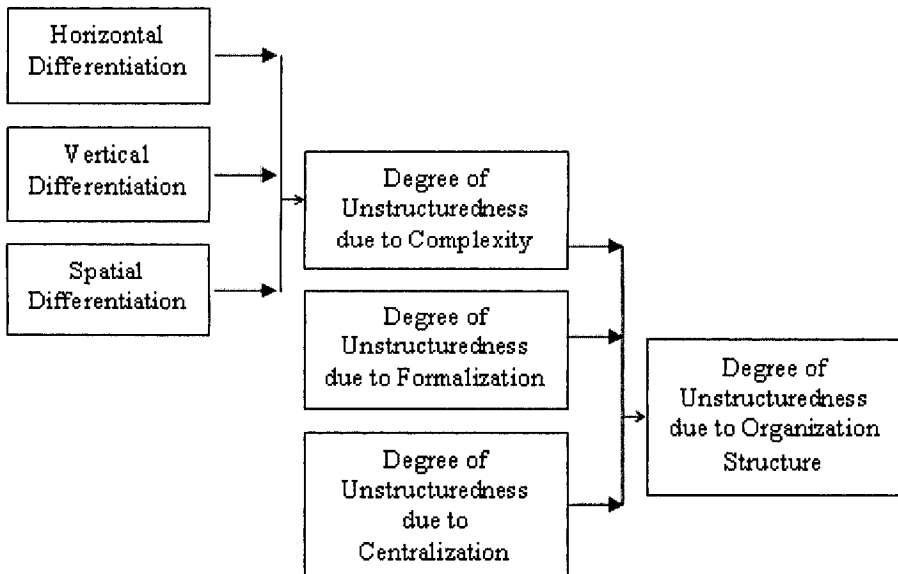 Horizontal
Differentiation
Vertical
Differentiation
Spatial
Differentiation
Degree of
Unstructuredness
due to Complexity
Degree of
Unstructuredness
due to Formalization
Degree of
Unstructuredness
due to
Centralization
Degree of
Unstructuredness
due to Organization
Structure